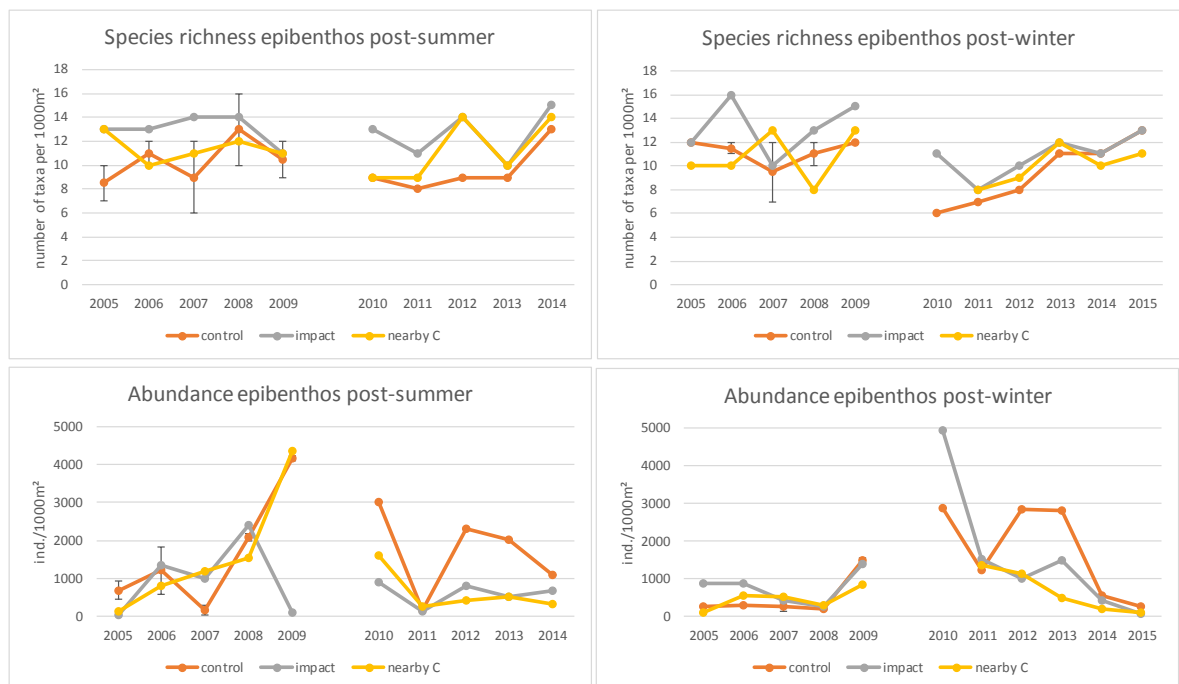 Species richness epibenthos post-summer
number of taxa per 1000m²
18
16
14
12
10
8
6
4
2
0
2005 2006 2007 2008 2009 2010 2011 2012 2013 2014
control impact nearby C
Species richness epibenthos post-winter
number of taxa per 1000m²
18
16
14
12
10
8
6
4
2
0
2005 2006 2007 2008 2009 2010 2011 2012 2013 2014 2015
control impact nearby C
Abundance epibenthos post-summer
ind./1000m²
5000
4000
3000
2000
1000
0
2005 2006 2007 2008 2009 2010 2011 2012 2013 2014
control impact nearby C
Abundance epibenthos post-winter
ind./1000m²
5000
4000
3000
2000
1000
0
2005 2006 2007 2008 2009 2010 2011 2012 2013 2014 2015
control impact nearby C